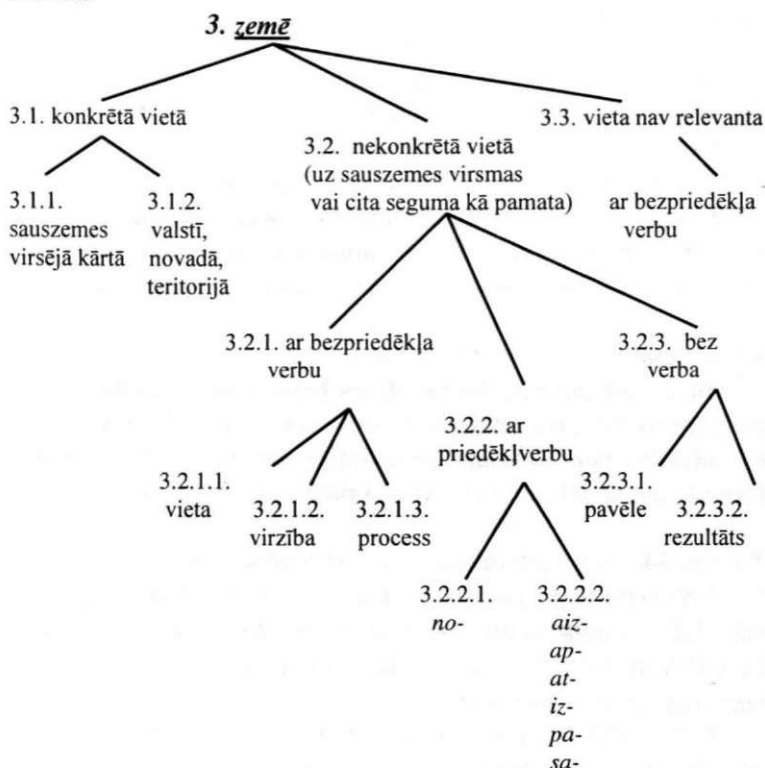 3. zemē
3.1. konkrētā vietā
3.1.1.
sauszemes
virsējā kārtā
3.1.2.
valstī,
novadā,
teritorijā
3.2. nekonkrētā vietā
(uz sauszemes virsmas
vai cita seguma kā pamata)
3.3. vieta nav relevanta
ar bezpriedēkļa
verbu
3.2.1. ar bezpriedēkļa
verbu
3.2.1.1.
vieta
3.2.1.2.
virzība
3.2.1.3.
process
3.2.2. ar
priedēkļverbu
3.2.2.1.
no-
3.2.2.2.
aiz-
ap-
at-
iz-
pa-
sa-
3.2.3. bez
verba
3.2.3.1.
pavēle
3.2.3.2.
rezultāts